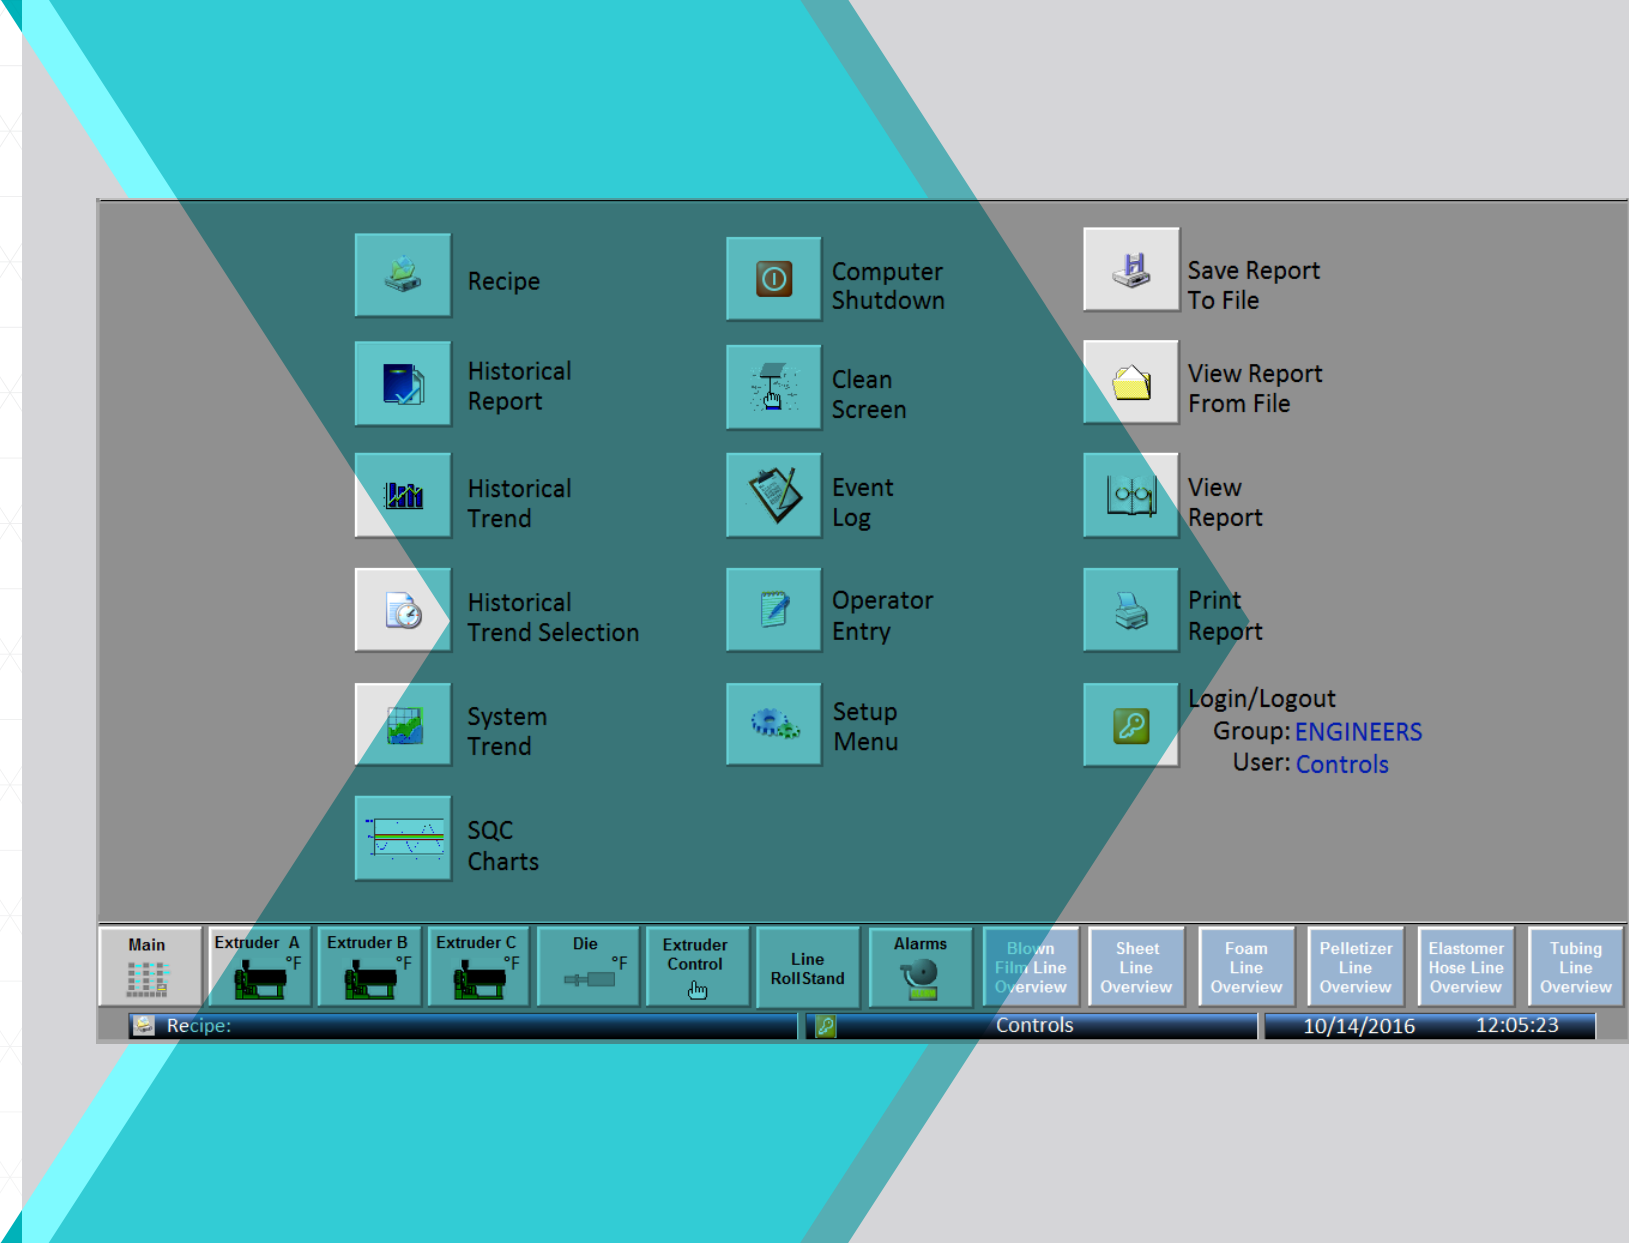 Recipe
Computer
Shutdown
Save Report
To File
Historical
Report
Clean
Screen
View Report
From File
Historical
Trend
Event
Log
View
Report
Historical
Trend Selection
Operator
Entry
Print
Report
System
Trend
Setup
Menu
Login/Logout
Group: ENGINEERS
User: Controls
SQC
Charts
Main
Extruder A
°F
Extruder B
°F
Extruder C
°F
Die
°F
Extruder
Control
Line
RollStand
Alarms
Blown
Film Line
Overview
Sheet
Line
Overview
Foam
Line
Overview
Pelletizer
Line
Overview
Elastomer
Hose Line
Overview
Tubing
Line
Overview
Recipe:
Controls
10/14/2016 12:05:23